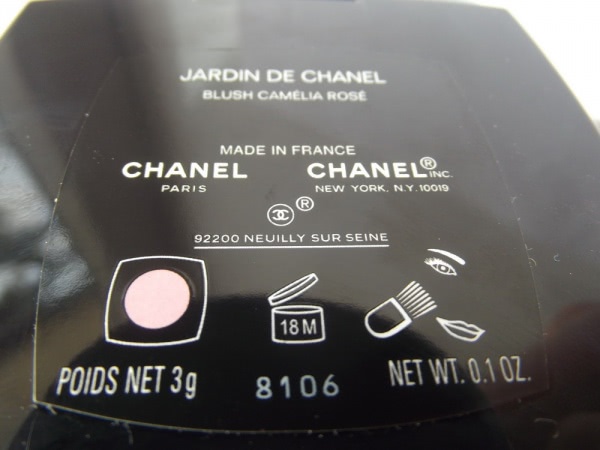 JARDIN DE CHANEL
BLUSH CAMÉLIA ROSÉ
MADE IN FRANCE
CHANEL CHANEL® INC.
PARIS NEW YORK, N.Y. 10019
®
92200 NEUILLY SUR SEINE
18M
POIDS NET 3g 8106 NET WT. 0.1 OZ.